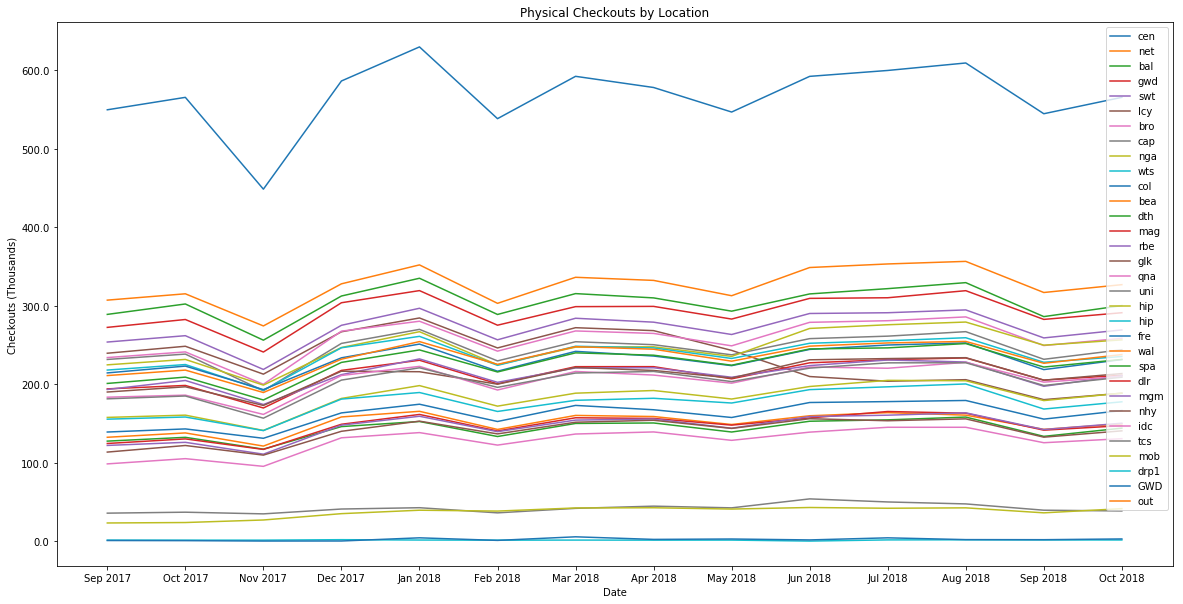 Physical Checkouts by Location
Checkouts (Thousands)
600.0
500.0
400.0
300.0
200.0
100.0
0.0
cen
net
bal
gwd
swt
lcy
bro
cap
nga
wts
col
bea
dth
mag
rbe
glk
qna
uni
hip
hip
fre
wal
spa
dlr
mgm
nhy
idc
tcs
mob
drp1
GWD
out
Sep 2017 Oct 2017 Nov 2017 Dec 2017 Jan 2018 Feb 2018 Mar 2018 Apr 2018 May 2018 Jun 2018 Jul 2018 Aug 2018 Sep 2018 Oct 2018
Date